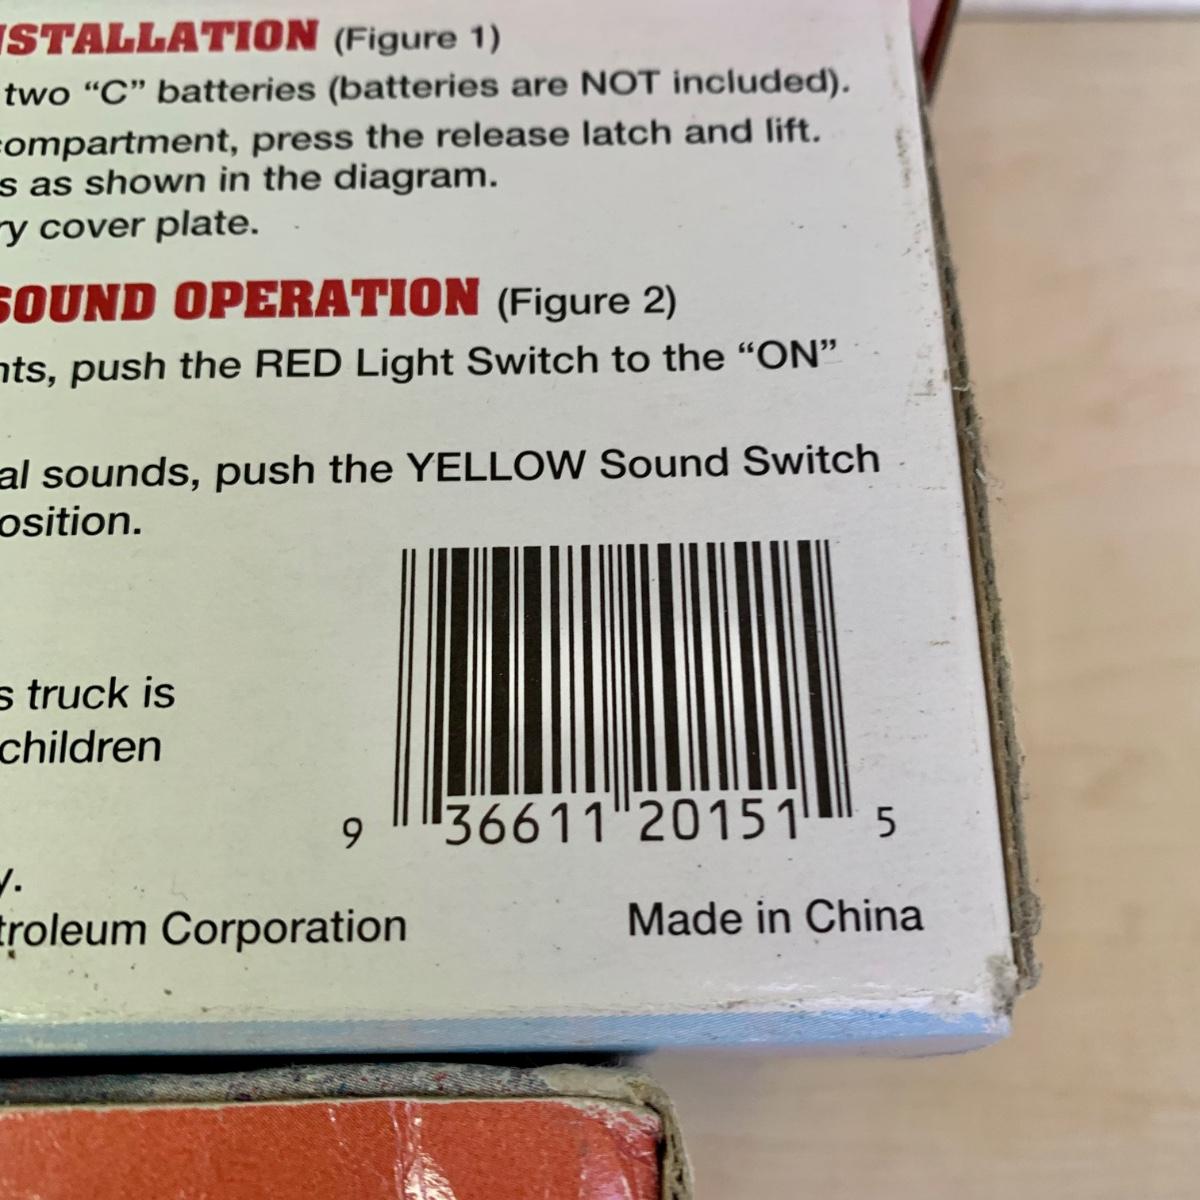 INSTALLATION (Figure 1)
two “C” batteries (batteries are NOT included).
compartment, press the release latch and lift.
s as shown in the diagram.
ry cover plate.
SOUND OPERATION (Figure 2)
nts, push the RED Light Switch to the “ON”
al sounds, push the YELLOW Sound Switch
osition.
s truck is
children
9 36611 20151 5
y.
troleum Corporation
Made in China